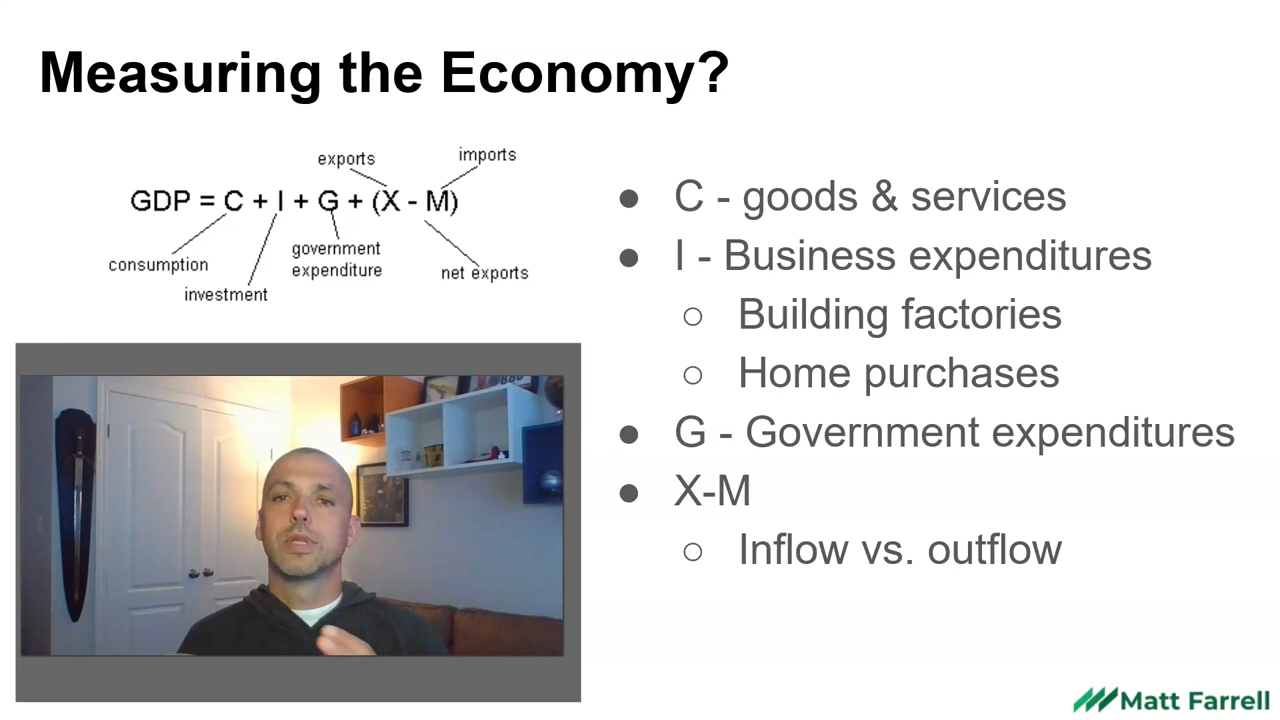 Measuring the Economy?
exports
imports
GDP = C + I + G + (X - M)
consumption
investment
government
expenditure
net exports
● C - goods & services
● I - Business expenditures
○ Building factories
○ Home purchases
● G - Government expenditures
● X-M
○ Inflow vs. outflow
Matt Farrell